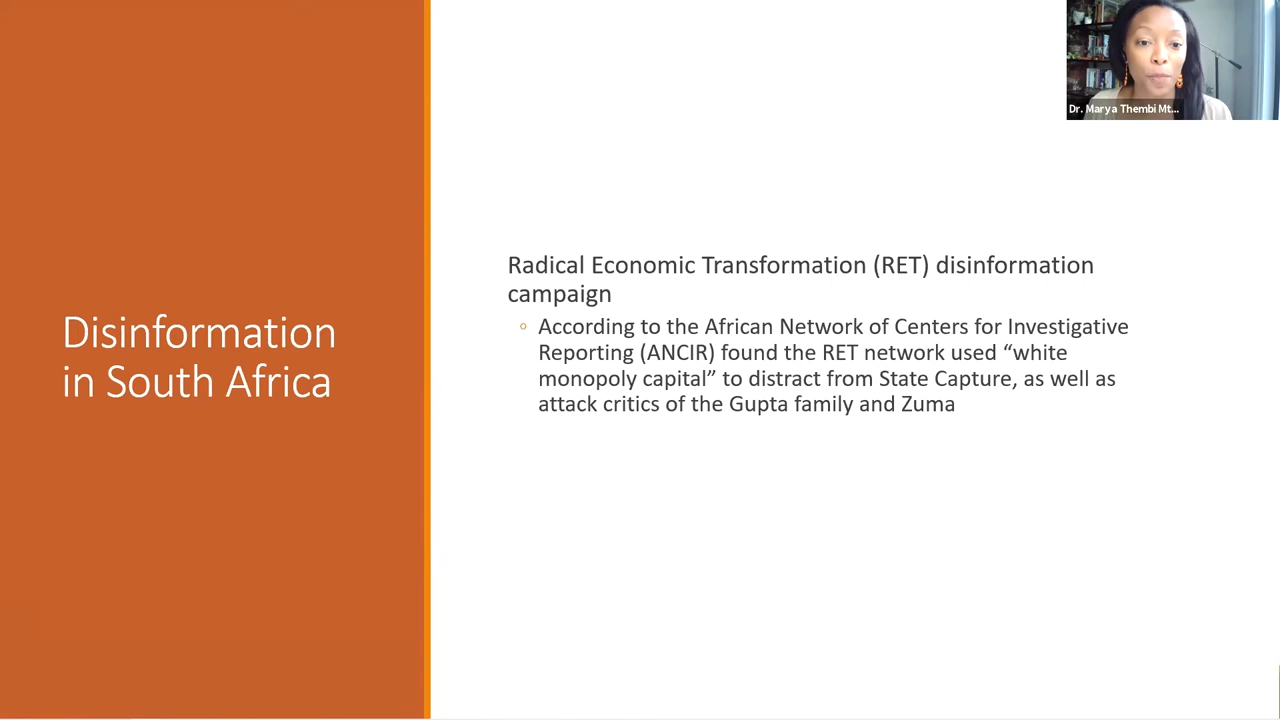 Dr. Marya Thembi Mt...
Disinformation
in South Africa
Radical Economic Transformation (RET) disinformation
campaign
◦ According to the African Network of Centers for Investigative
Reporting (ANCIR) found the RET network used “white
monopoly capital” to distract from State Capture, as well as
attack critics of the Gupta family and Zuma